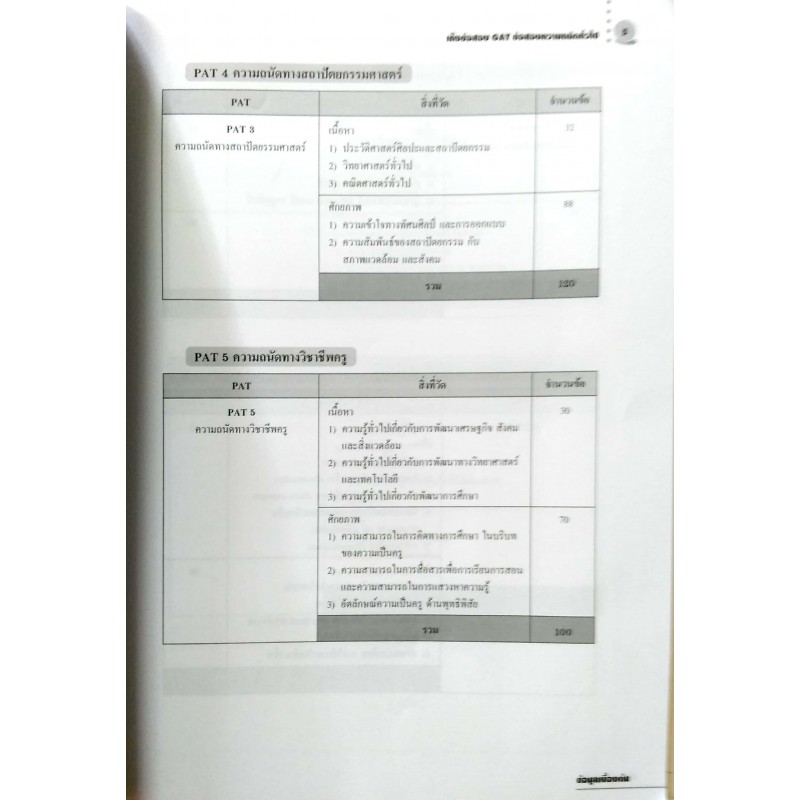 GAT
PAT 4 ความถนัดทางสถาปัตยกรรมศาสตร์
PAT สิ่งที่วัด จำนวนข้อ
PAT 3
ความถนัดทางสถาปัตยกรรมศาสตร์
เนื้อหา
1) ประวัติศาสตร์ศิลปะและสถาปัตยกรรม
2) วิทยาศาสตร์ทั่วไป
3) คณิตศาสตร์ทั่วไป
ศักยภาพ 88
1) ความเข้าใจทางทัศนศิลป์ และการออกแบบ
2) ความสัมพันธ์ของสถาปัตยกรรม กับ
สภาพแวดล้อม และสังคม
รวม 120
PAT 5 ความถนัดทางวิชาชีพครู
PAT สิ่งที่วัด จำนวนข้อ
PAT 5
ความถนัดทางวิชาชีพครู
เนื้อหา
1) ความรู้ทั่วไปเกี่ยวกับการพัฒนาเศรษฐกิจ สังคม
และสิ่งแวดล้อม
2) ความรู้ทั่วไปเกี่ยวกับการพัฒนาทางวิทยาศาสตร์
และเทคโนโลยี
3) ความรู้ทั่วไปเกี่ยวกับพัฒนาการศึกษา
ศักยภาพ 70
1) ความสามารถในการคิดทางการศึกษา ในบริบท
ของความเป็นครู
2) ความสามารถในการสื่อสารเพื่อการเรียนการสอน
และความสามารถในการแสวงหาความรู้
3) อัตลักษณ์ความเป็นครู ด้านพุทธิพิสัย
รวม 100
ข้อมูลเบื้องต้น